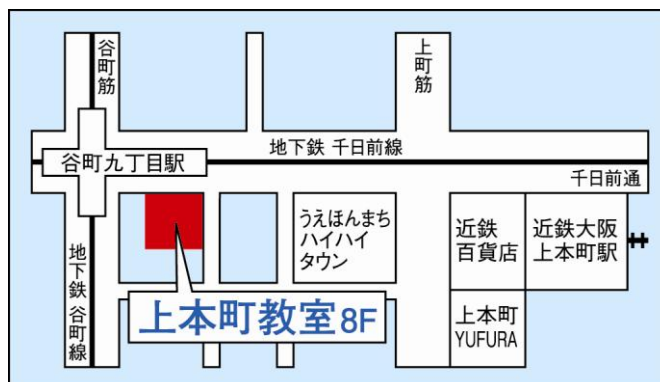 谷町筋
上町筋
地下鉄 千日前線
谷町九丁目駅
千日前通
うえほんまち
ハイハイ
タウン
近鉄
百貨店
近鉄大阪
上本町駅
地下鉄 谷町線
上本町教室8F
上本町
YUFURA